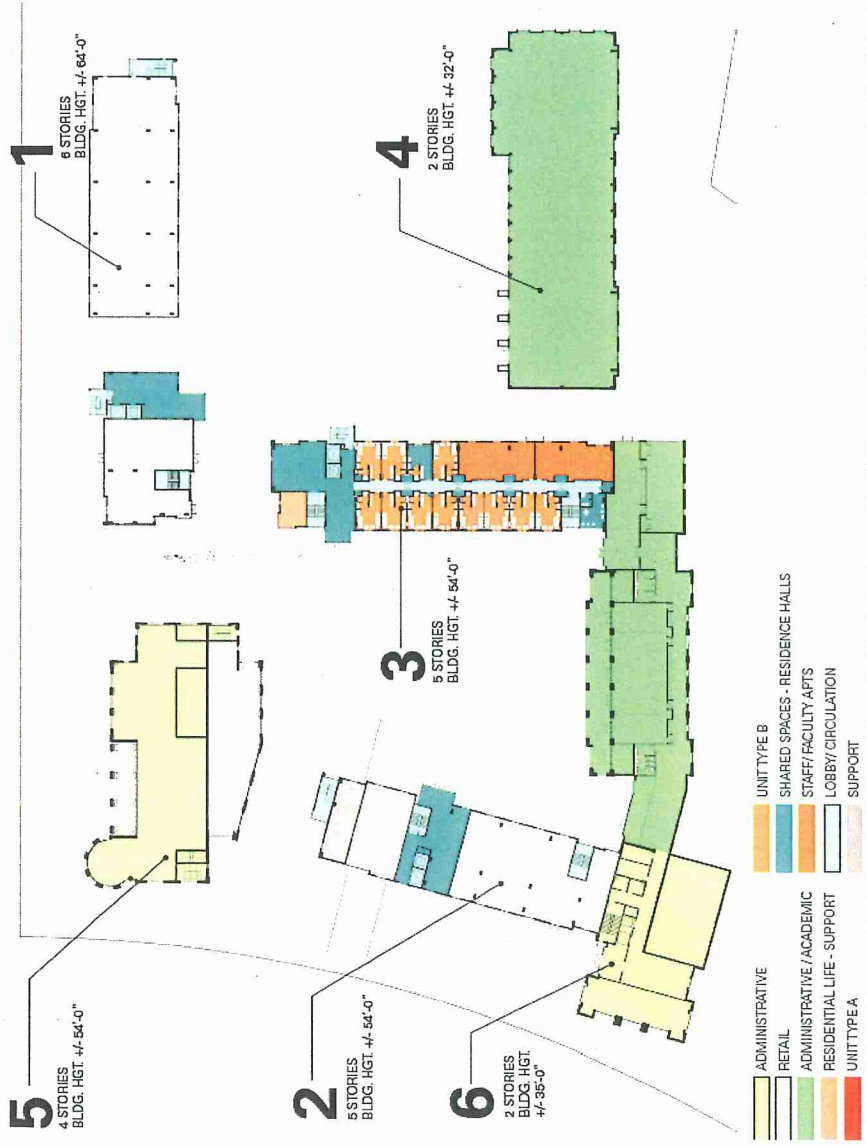 1
6 STORIES
BLDG. HGT. +/- 64'-0"
4
2 STORIES
BLDG. HGT. +/- 32'-0"
3
5 STORIES
BLDG. HGT. +/- 54'-0"
5
4 STORIES
BLDG. HGT. +/- 54'-0"
2
5 STORIES
BLDG. HGT. +/- 54'-0"
6
2 STORIES
BLDG. HGT.
+/- 35'-0"
ADMINISTRATIVE
RETAIL
ADMINISTRATIVE / ACADEMIC
RESIDENTIAL LIFE - SUPPORT
UNIT TYPE A
UNIT TYPE B
SHARED SPACES - RESIDENCE HALLS
STAFF/ FACULTY APTS
LOBBY/ CIRCULATION
SUPPORT